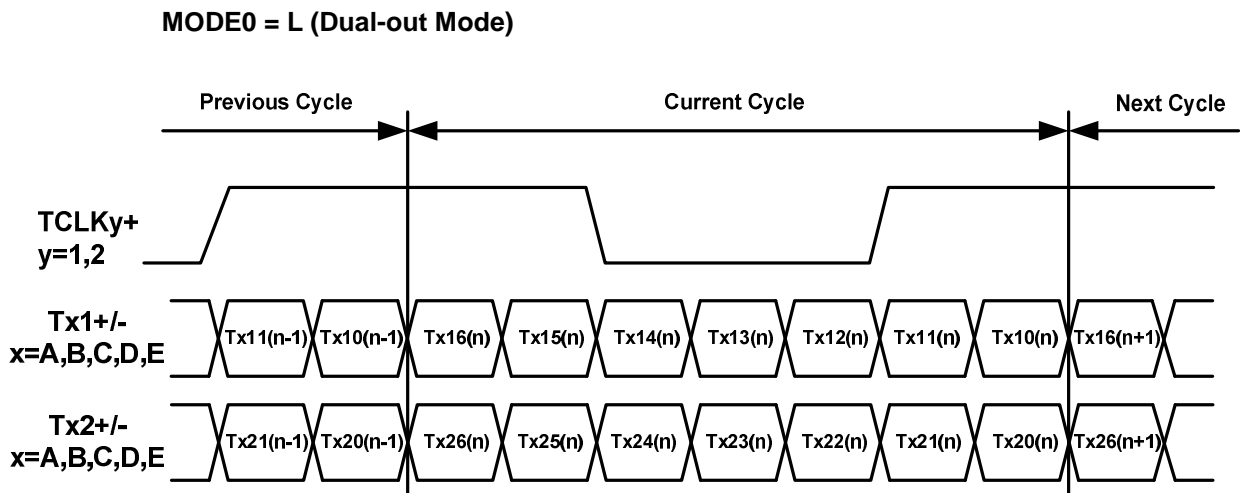 MODE0 = L (Dual-out Mode)
Previous Cycle Current Cycle Next Cycle
TCLKy+
y=1,2
Tx1+/-
x=A,B,C,D,E
Tx11(n-1) Tx10(n-1) Tx16(n) Tx15(n) Tx14(n) Tx13(n) Tx12(n) Tx11(n) Tx10(n) Tx16(n+1)
Tx2+/-
x=A,B,C,D,E
Tx21(n-1) Tx20(n-1) Tx26(n) Tx25(n) Tx24(n) Tx23(n) Tx22(n) Tx21(n) Tx20(n) Tx26(n+1)